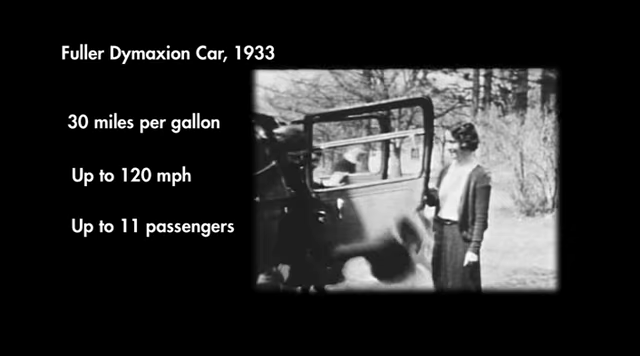 Fuller Dymaxion Car, 1933
30 miles per gallon
Up to 120 mph
Up to 11 passengers